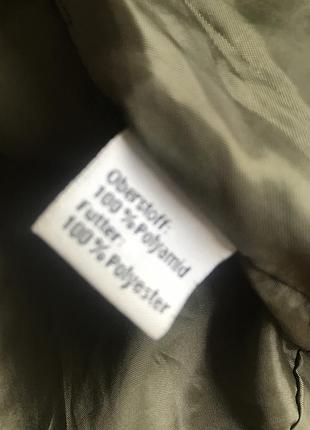 Oberstoff:
100 % Polyamid
Futter:
100 % Polyester